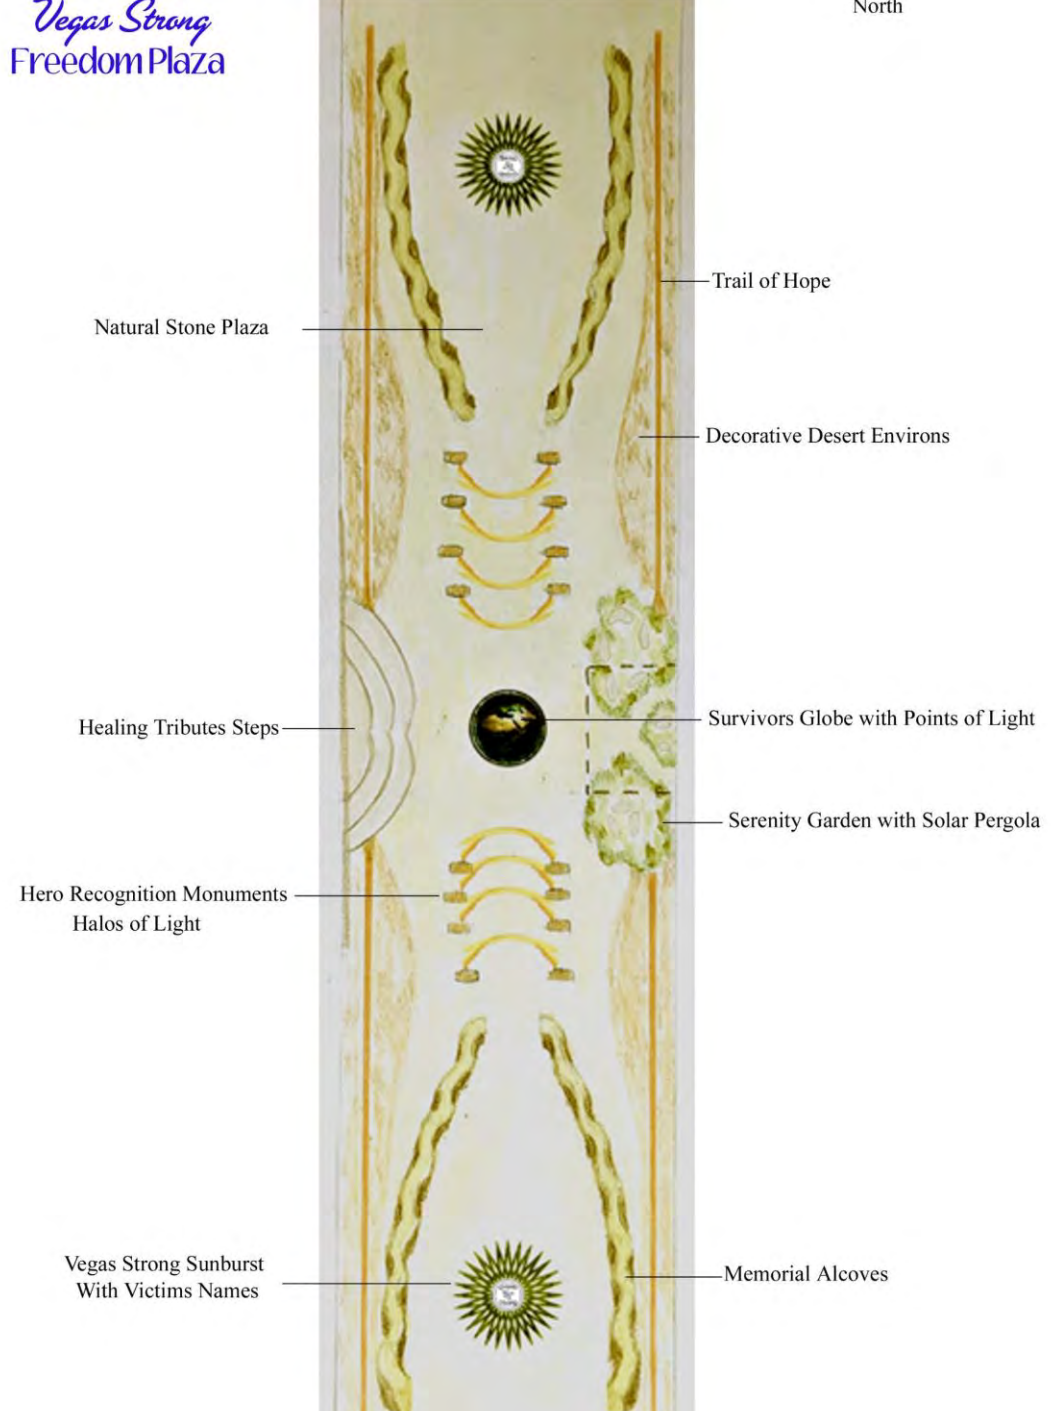 Vegas Strong
Freedom Plaza
North
Trail of Hope
Natural Stone Plaza
Decorative Desert Environs
Survivors Globe with Points of Light
Healing Tributes Steps
Serenity Garden with Solar Pergola
Hero Recognition Monuments
Halos of Light
Vegas Strong Sunburst
With Victims Names
Memorial Alcoves